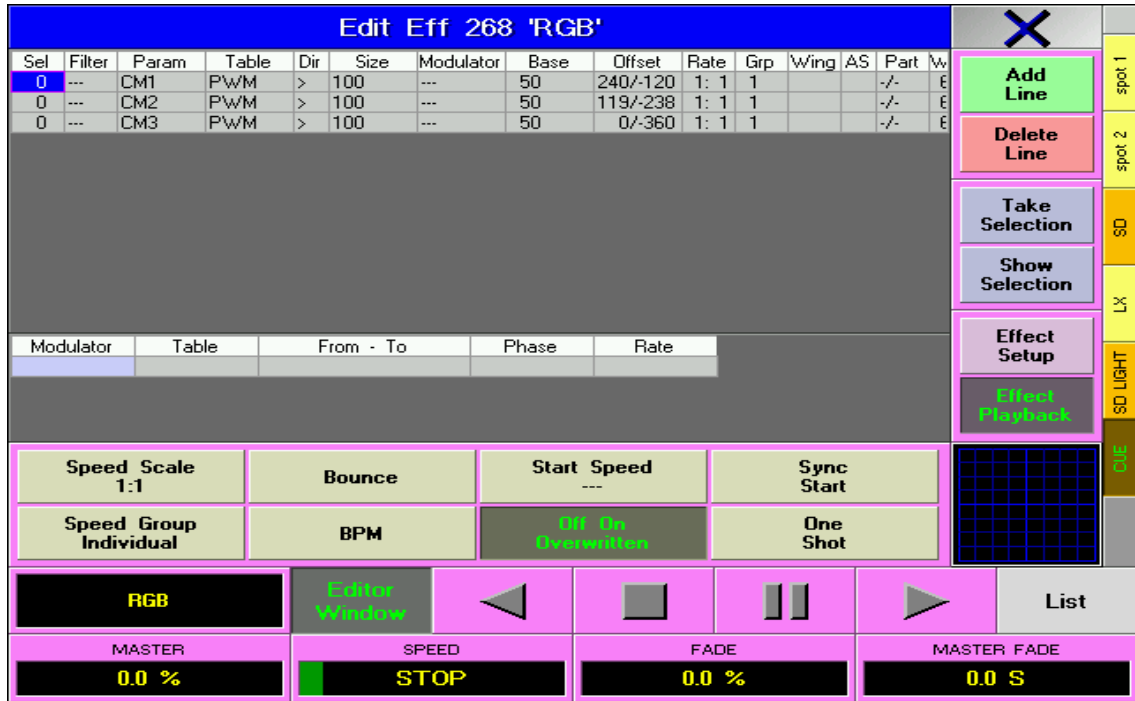 Edit Eff 268 'RGB'
Sel Filter Param Table Dir Size Modulator Base Offset Rate Grp Wing AS Part W
0 --- CM1 PWM > 100 --- 50 240/-120 1: 1 1 -/- 6
0 --- CM2 PWM > 100 --- 50 119/-238 1: 1 1 -/- 6
0 --- CM3 PWM > 100 --- 50 0/-360 1: 1 1 -/- 6
Modulator Table From - To Phase Rate
Add
Line
Delete
Line
Take
Selection
Show
Selection
Effect
Setup
Effect
Playback
spot 1
spot 2
SD
LX
SD LIGHT
CUE
Speed Scale
1:1
Bounce
Start Speed
---
Sync
Start
Speed Group
Individual
BPM
Off On
Overwritten
One
Shot
RGB
Editor
Window
List
MASTER
0.0 %
SPEED
STOP
FADE
0.0 %
MASTER FADE
0.0 S